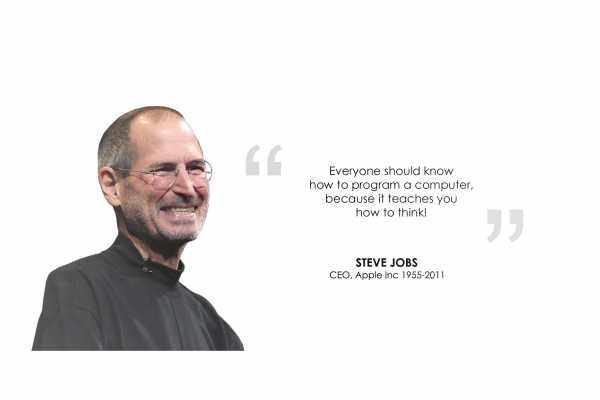 Everyone should know
how to program a computer,
because it teaches you
how to think!
STEVE JOBS
CEO, Apple Inc 1955-2011